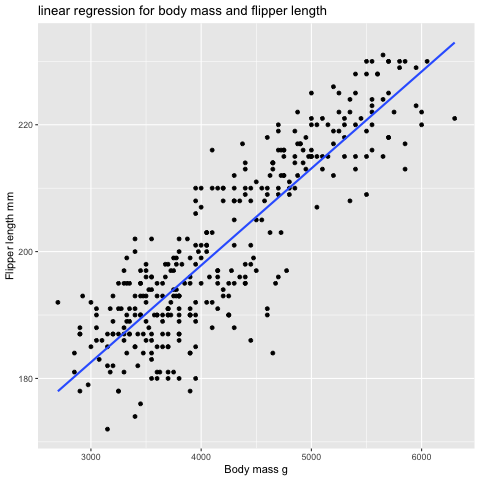 linear regression for body mass and flipper length
220
200
180
Flipper length mm
3000 4000 5000 6000
Body mass g